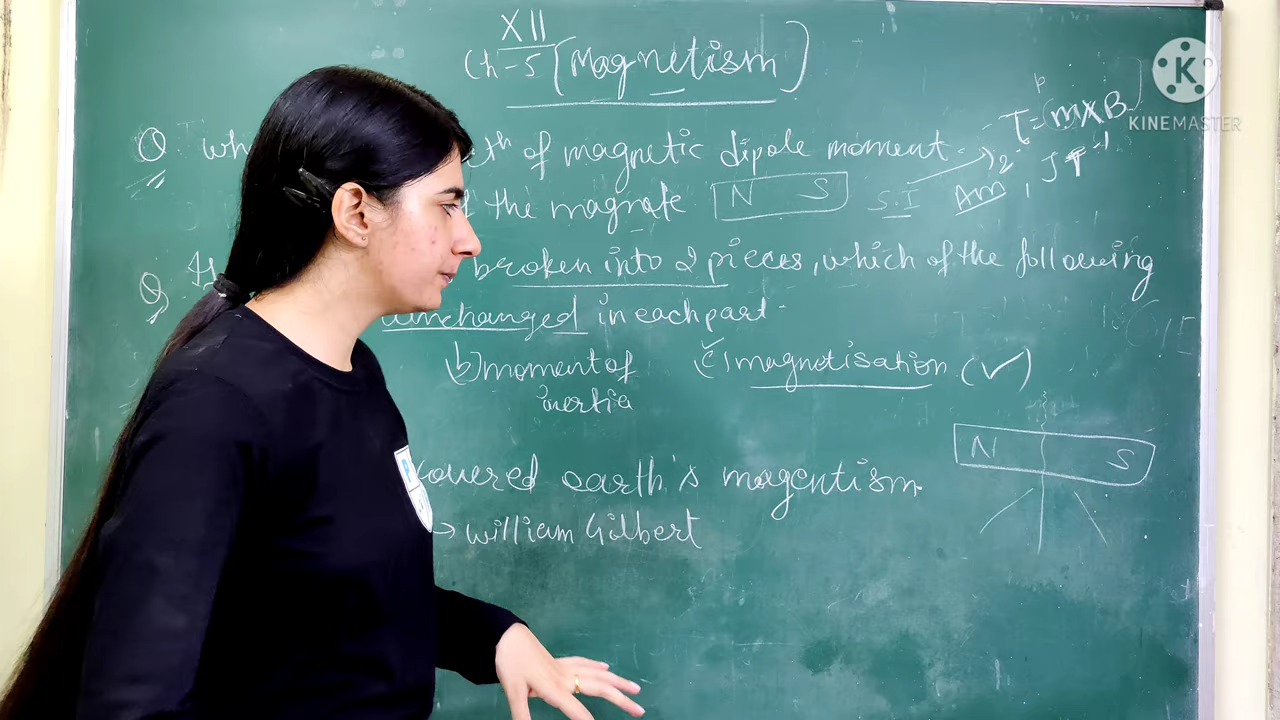 XII
Ch-5 (Magnetism)
τ = (m×B)
Q wh th of magnetic dipole moment.
the magnate N S S.I Am², JT⁻¹
Q broken into 2 pieces, which of the following
unchanged in each part.
b) moment of c) magnetisation (✓)
inertia
N S
covered earth's magentism.
→ William Gilbert
K
KINEMASTER